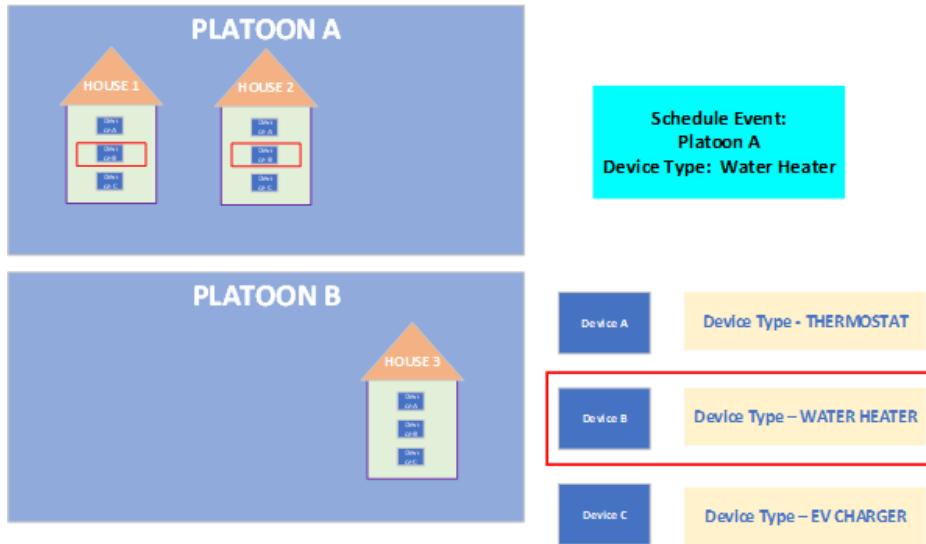 PLATOON A
HOUSE 1
HOUSE 2
Schedule Event:
Platoon A
Device Type: Water Heater
PLATOON B
HOUSE 3
Device A
Device Type - THERMOSTAT
Device B
Device Type – WATER HEATER
Device C
Device Type – EV CHARGER